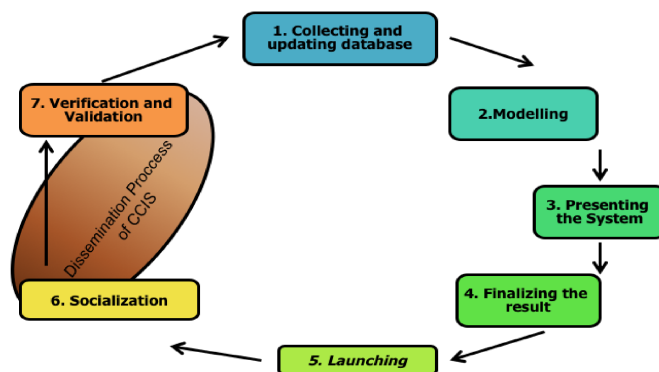 1. Collecting and
updating database
2.Modelling
3. Presenting
the System
4. Finalizing the
result
5. Launching
6. Socialization
7. Verification and
Validation
Dissemination Proccess
of CCIS